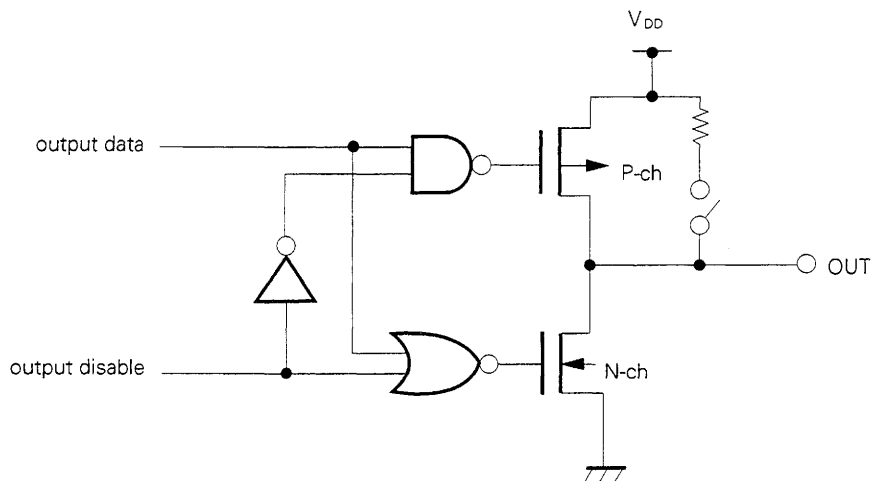 V_DD
output data
P-ch
OUT
output disable
N-ch